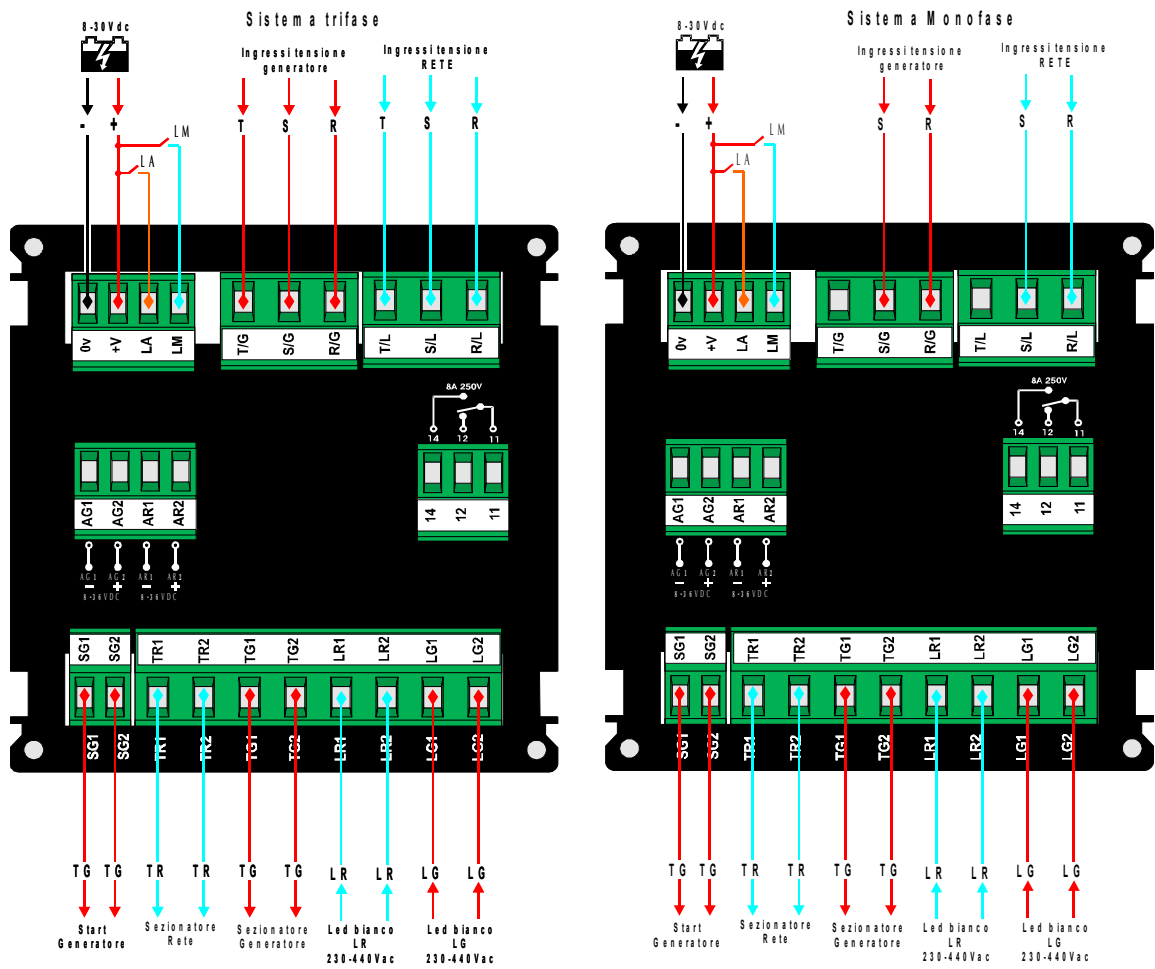 Sistema trifase
8-30Vdc
Ingressi tensione
generatore
Ingressi tensione
RETE
- + T S R T S R
LM
LA
0v +V LA LM T/G S/G R/G T/L S/L R/L
8A 250V
14 12 11
AG1 AG2 AR1 AR2
14 12 11
AG1 AG2 AR1 AR2
- + - +
8-36VDC 8-36VDC
SG1 SG2 TR1 TR2 TG1 TG2 LR1 LR2 LG1 LG2
SG1 SG2 TR1 TR2 TG1 TG2 LR1 LR2 LG1 LG2
TG TG TR TR TG TG LR LR LG LG
Start
Generatore
Sezionatore
Rete
Sezionatore
Generatore
Led bianco
LR
230-440Vac
Led bianco
LG
230-440Vac
Sistema Monofase
8-30Vdc
Ingressi tensione
generatore
Ingressi tensione
RETE
- + S R S R
LM
LA
0v +V LA LM T/G S/G R/G T/L S/L R/L
8A 250V
14 12 11
AG1 AG2 AR1 AR2
14 12 11
AG1 AG2 AR1 AR2
- + - +
8-36VDC 8-36VDC
SG1 SG2 TR1 TR2 TG1 TG2 LR1 LR2 LG1 LG2
SG1 SG2 TR1 TR2 TG1 TG2 LR1 LR2 LG1 LG2
TG TG TR TR TG TG LR LR LG LG
Start
Generatore
Sezionatore
Rete
Sezionatore
Generatore
Led bianco
LR
230-440Vac
Led bianco
LG
230-440Vac